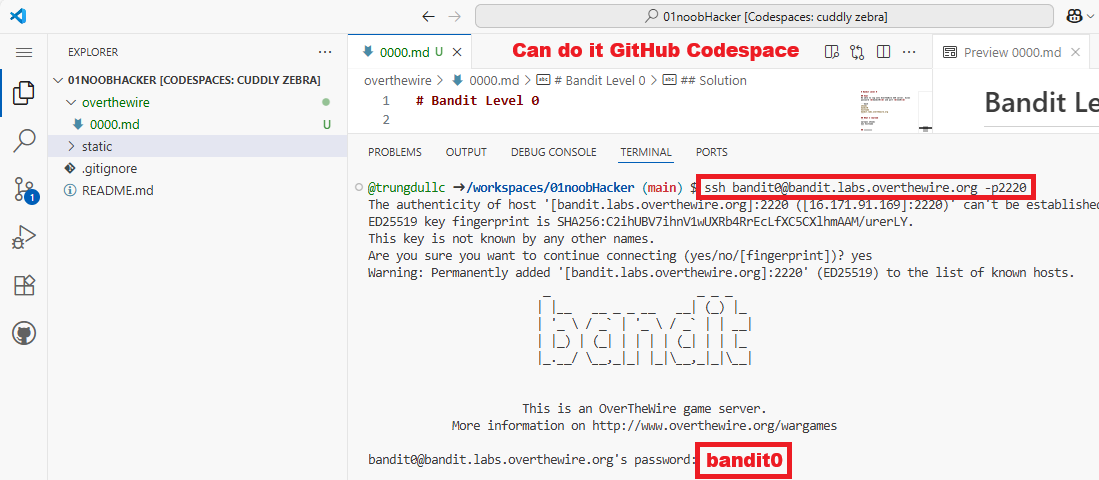 01noobHacker [Codespaces: cuddly zebra]
EXPLORER
01NOOBHACKER [CODESPACES: CUDDLY ZEBRA]
overthewire
0000.md U
static
.gitignore
README.md
1
0000.md U
Can do it GitHub Codespace
Preview 0000.md
overthewire > 0000.md > # Bandit Level 0 > ## Solution
1 # Bandit Level 0
2
Bandit Le
PROBLEMS OUTPUT DEBUG CONSOLE TERMINAL PORTS
@trungdullc ➜/workspaces/01noobHacker (main) $ ssh bandit0@bandit.labs.overthewire.org -p2220
The authenticity of host '[bandit.labs.overthewire.org]:2220 ([16.171.91.169]:2220)' can't be established
ED25519 key fingerprint is SHA256:C2ihUBV7ihnV1wUXRb4RrEcLfXC5CXlhmAAM/urerLY.
This key is not known by any other names.
Are you sure you want to continue connecting (yes/no/[fingerprint])? yes
Warning: Permanently added '[bandit.labs.overthewire.org]:2220' (ED25519) to the list of known hosts.
bandit
This is an OverTheWire game server.
More information on http://www.overthewire.org/wargames
bandit0@bandit.labs.overthewire.org's password: bandit0